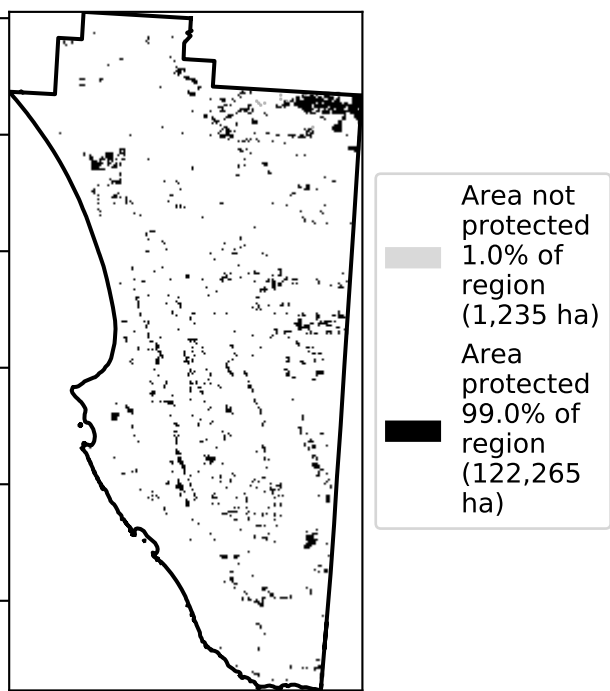 Area not
protected
1.0% of
region
(1,235 ha)
Area
protected
99.0% of
region
(122,265
ha)